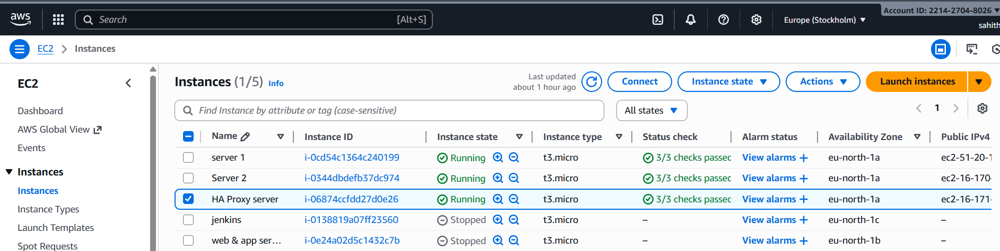 aws
Search [Alt+S]
Europe (Stockholm)
Account ID: 2214-2704-8026
sahith
EC2 Instances
EC2
Dashboard
AWS Global View
Events
Instances
Instances
Instance Types
Launch Templates
Spot Requests
Instances (1/5) Info
Last updated
about 1 hour ago
Connect
Instance state
Actions
Launch instances
Find Instance by attribute or tag (case-sensitive)
All states
1
Name Instance ID Instance state Instance type Status check Alarm status Availability Zone Public IPv4
server 1 i-0cd54c1364c240199 Running t3.micro 3/3 checks passed View alarms + eu-north-1a ec2-51-20-1
Server 2 i-0344dbdefb37dc974 Running t3.micro 3/3 checks passed View alarms + eu-north-1a ec2-16-170-
HA Proxy server i-06874ccfdd27d0e26 Running t3.micro 3/3 checks passed View alarms + eu-north-1a ec2-16-171-
jenkins i-0138819a07ff23560 Stopped t3.micro – View alarms + eu-north-1c –
web & app ser... i-0e24a02d5c1432c7b Stopped t3.micro – View alarms + eu-north-1b –